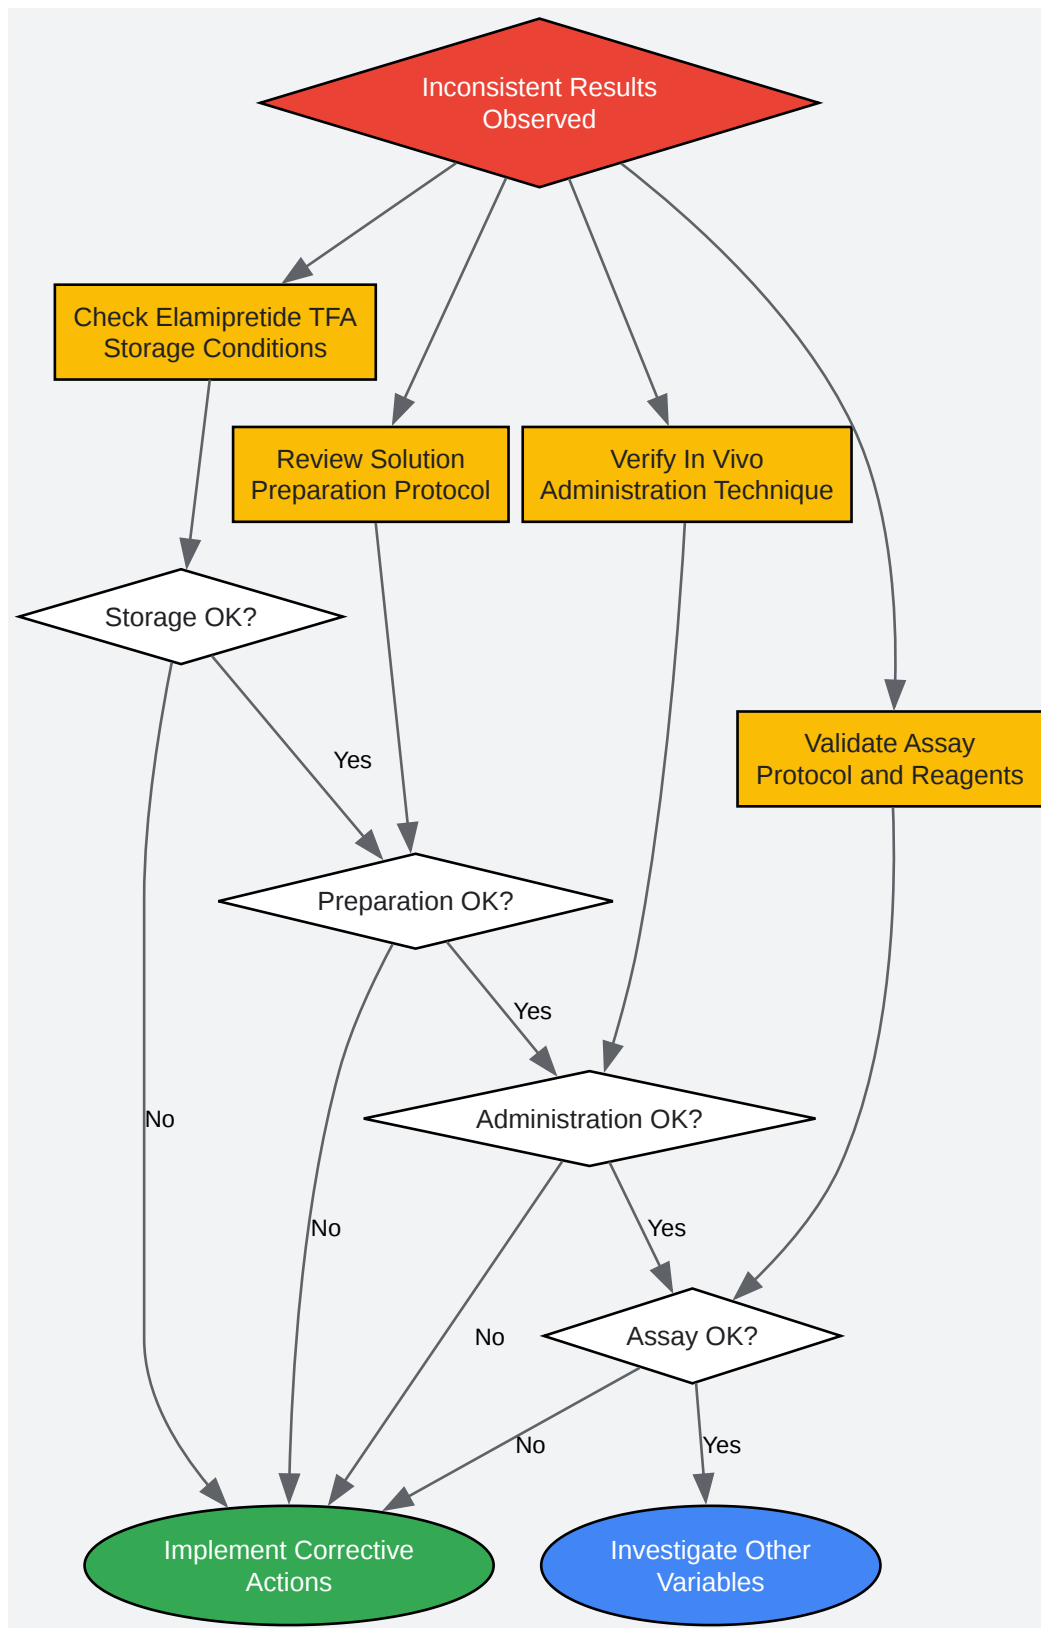 Inconsistent Results
Observed
Check Elamipretide TFA
Storage Conditions
Review Solution
Preparation Protocol
Verify In Vivo
Administration Technique
Storage OK?
Validate Assay
Protocol and Reagents
Yes
Preparation OK?
Yes
Administration OK?
No
No
Yes
Assay OK?
No
No
Yes
Implement Corrective
Actions
Investigate Other
Variables